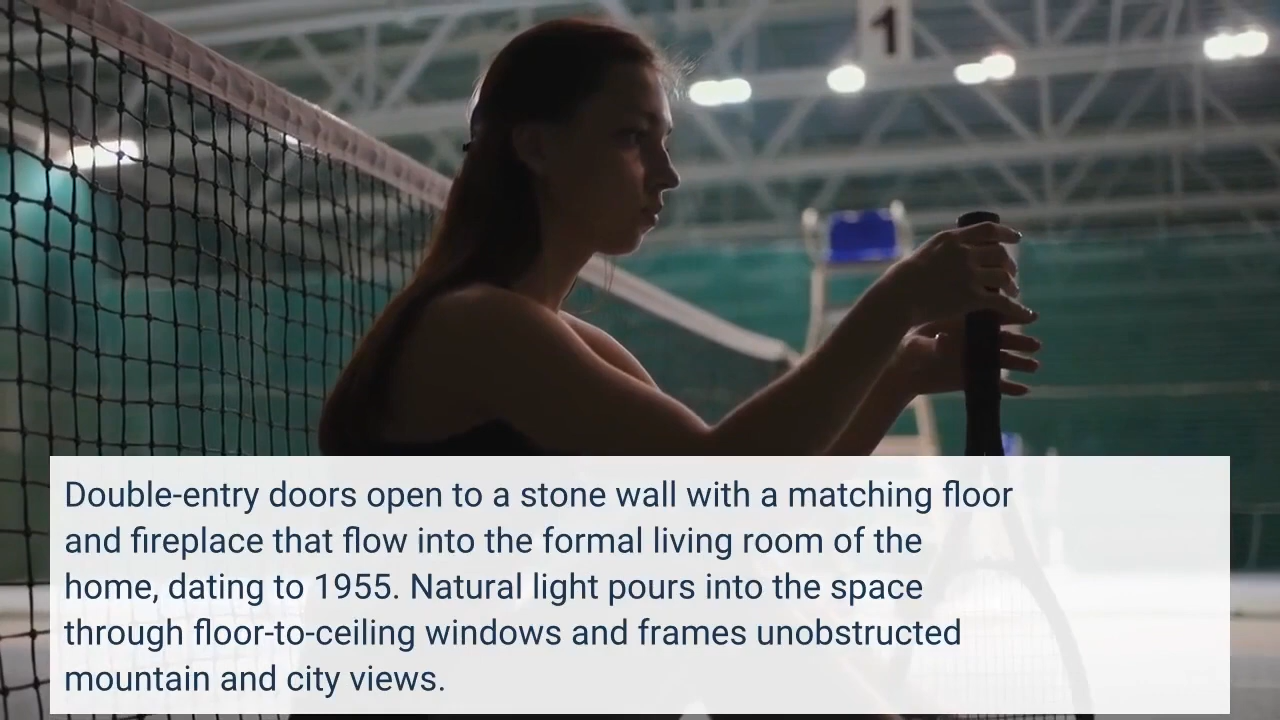 1
Double-entry doors open to a stone wall with a matching floor
and fireplace that flow into the formal living room of the
home, dating to 1955. Natural light pours into the space
through floor-to-ceiling windows and frames unobstructed
mountain and city views.